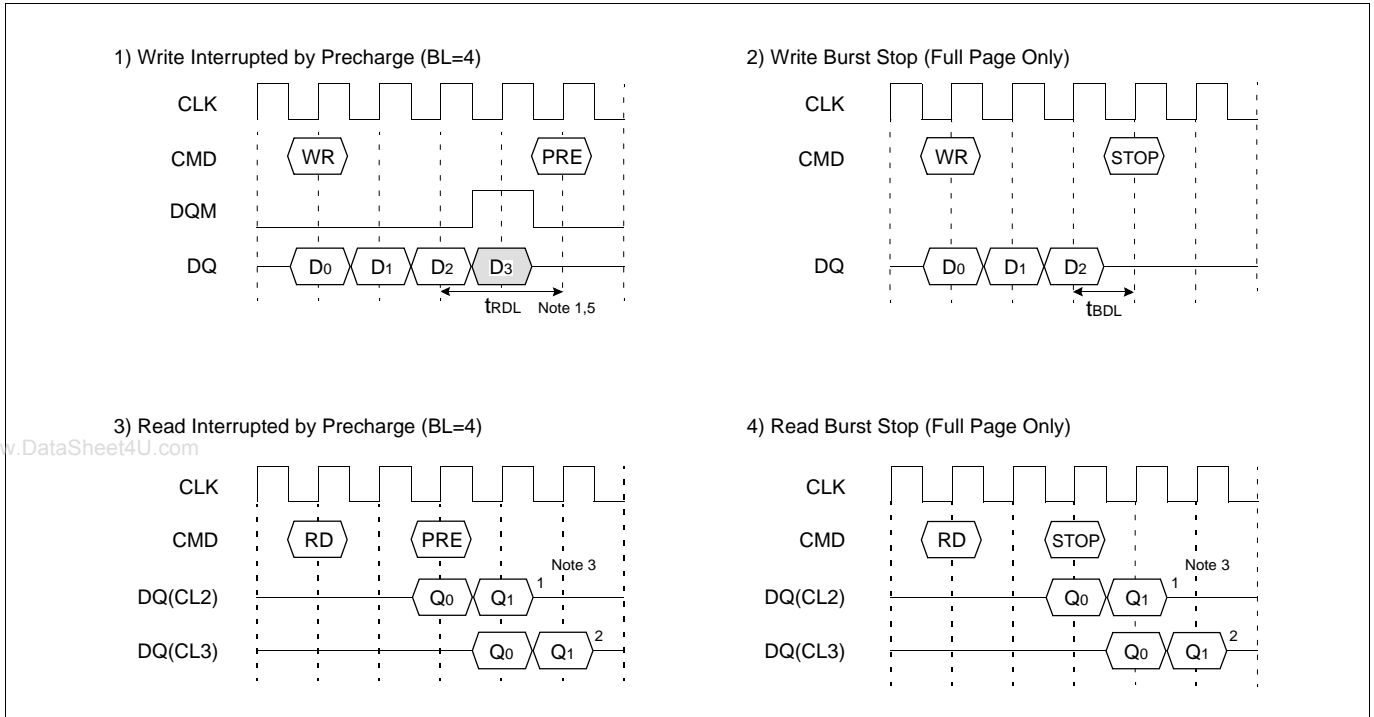 1) Write Interrupted by Precharge (BL=4)
CLK
CMD WR PRE
DQM
DQ D0 D1 D2 D3
tRDL Note 1,5
2) Write Burst Stop (Full Page Only)
CLK
CMD WR STOP
DQ D0 D1 D2
tBDL
3) Read Interrupted by Precharge (BL=4)
w.DataSheet4U.com
CLK
CMD RD PRE
Note 3
DQ(CL2) Q0 Q1 1
DQ(CL3) Q0 Q1 2
4) Read Burst Stop (Full Page Only)
CLK
CMD RD STOP
Note 3
DQ(CL2) Q0 Q1 1
DQ(CL3) Q0 Q1 2